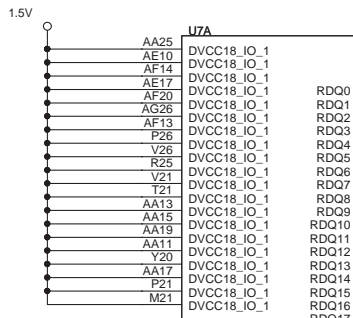 1.5V
U7A
AA25 DVCC18_IO_1
AE10 DVCC18_IO_1
AF14 DVCC18_IO_1
AE17 DVCC18_IO_1 RDQ0
AF20 DVCC18_IO_1 RDQ1
AG26 DVCC18_IO_1 RDQ2
AF13 DVCC18_IO_1 RDQ3
P26 DVCC18_IO_1 RDQ4
V26 DVCC18_IO_1 RDQ5
R25 DVCC18_IO_1 RDQ6
V21 DVCC18_IO_1 RDQ7
T21 DVCC18_IO_1 RDQ8
AA13 DVCC18_IO_1 RDQ9
AA15 DVCC18_IO_1 RDQ10
AA19 DVCC18_IO_1 RDQ11
AA11 DVCC18_IO_1 RDQ12
Y20 DVCC18_IO_1 RDQ13
AA17 DVCC18_IO_1 RDQ14
P21 DVCC18_IO_1 RDQ15
M21 DVCC18_IO_1 RDQ16
RDQ17